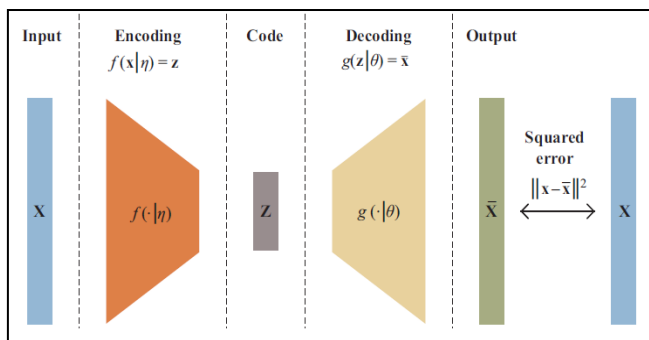 Input Encoding Code Decoding Output
f(x|η) = z g(z|θ) = x̄
Squared
error
‖x−x̄‖²
X f(·|η) Z g(·|θ) X̄ X